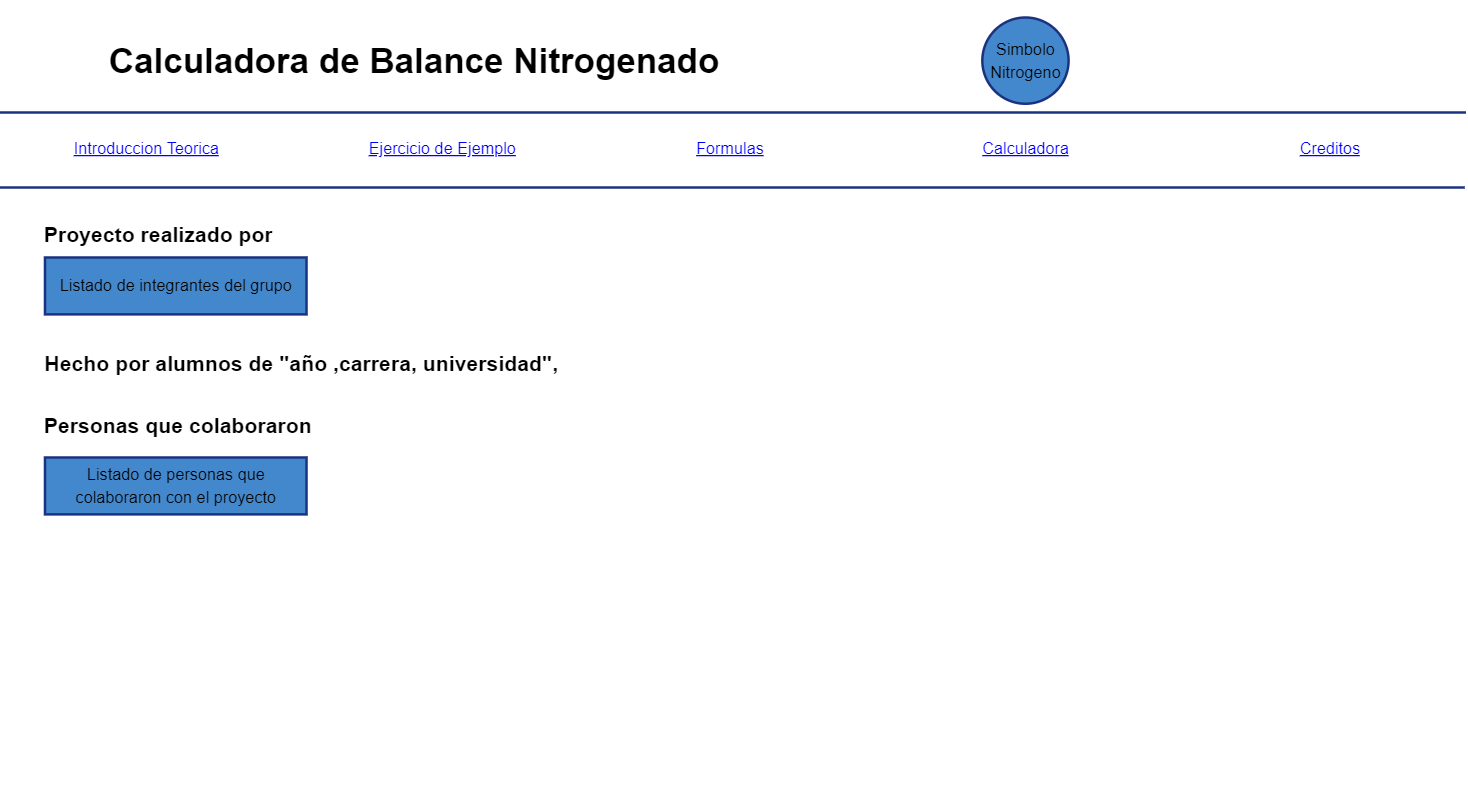 Calculadora de Balance Nitrogenado
Simbolo
Nitrogeno
Introduccion Teorica
Ejercicio de Ejemplo
Formulas
Calculadora
Creditos
Proyecto realizado por
Listado de integrantes del grupo
Hecho por alumnos de "año ,carrera, universidad",
Personas que colaboraron
Listado de personas que
colaboraron con el proyecto